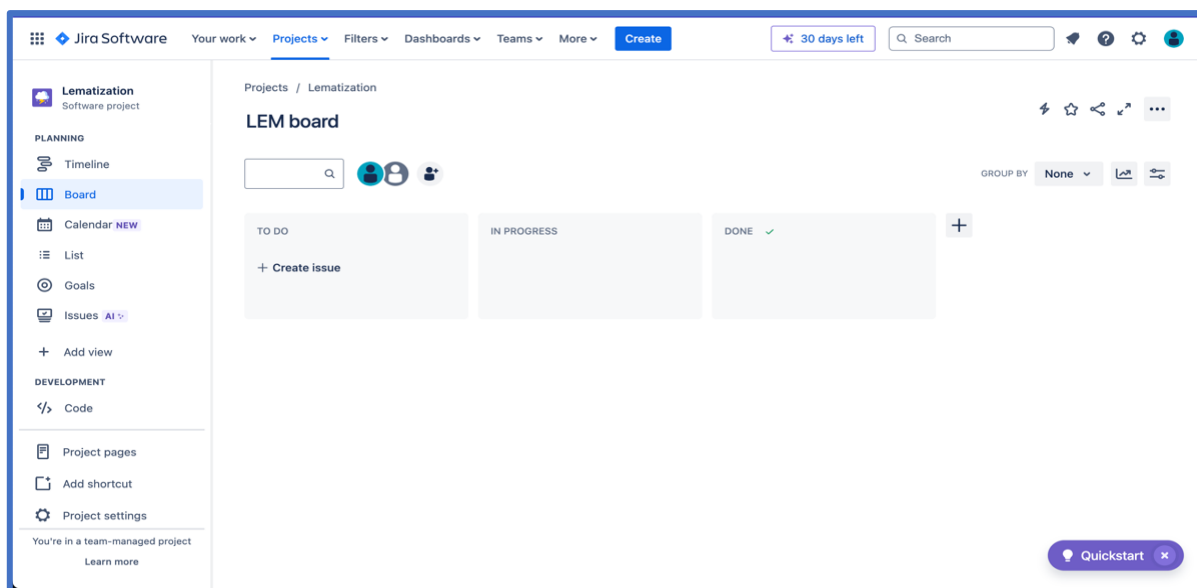 Jira Software Your work Projects Filters Dashboards Teams More Create 30 days left Search
Lematization
Software project
PLANNING
Timeline
Board
Calendar NEW
List
Goals
Issues AI
Add view
DEVELOPMENT
Code
Project pages
Add shortcut
Project settings
You're in a team-managed project
Learn more
Projects / Lematization
LEM board
GROUP BY None
TO DO
+ Create issue
IN PROGRESS
DONE
Quickstart